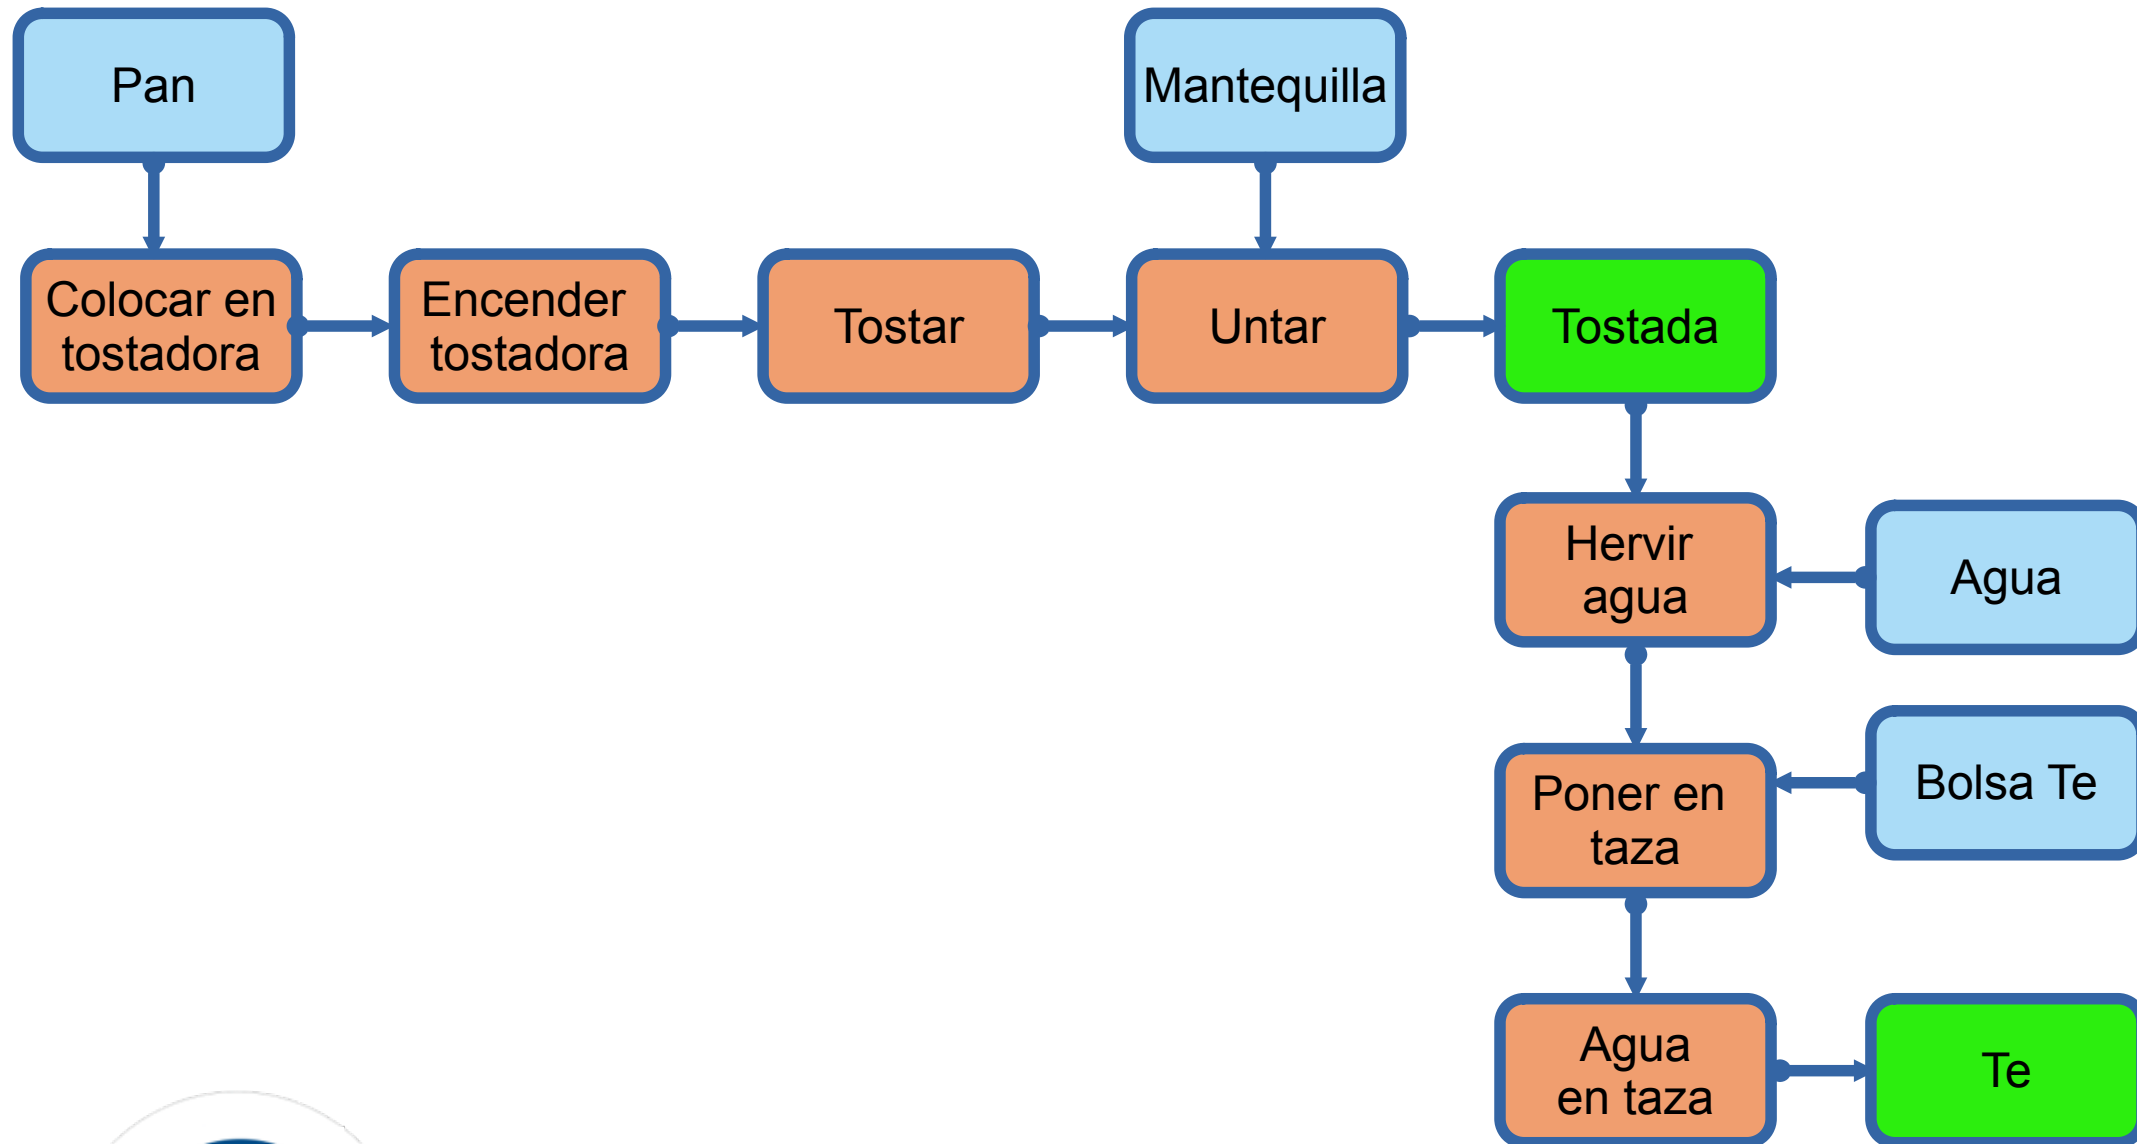 Pan
Mantequilla
Colocar en
tostadora
Encender
tostadora
Tostar
Untar
Tostada
Hervir
agua
Agua
Poner en
taza
Bolsa Te
Agua
en taza
Te